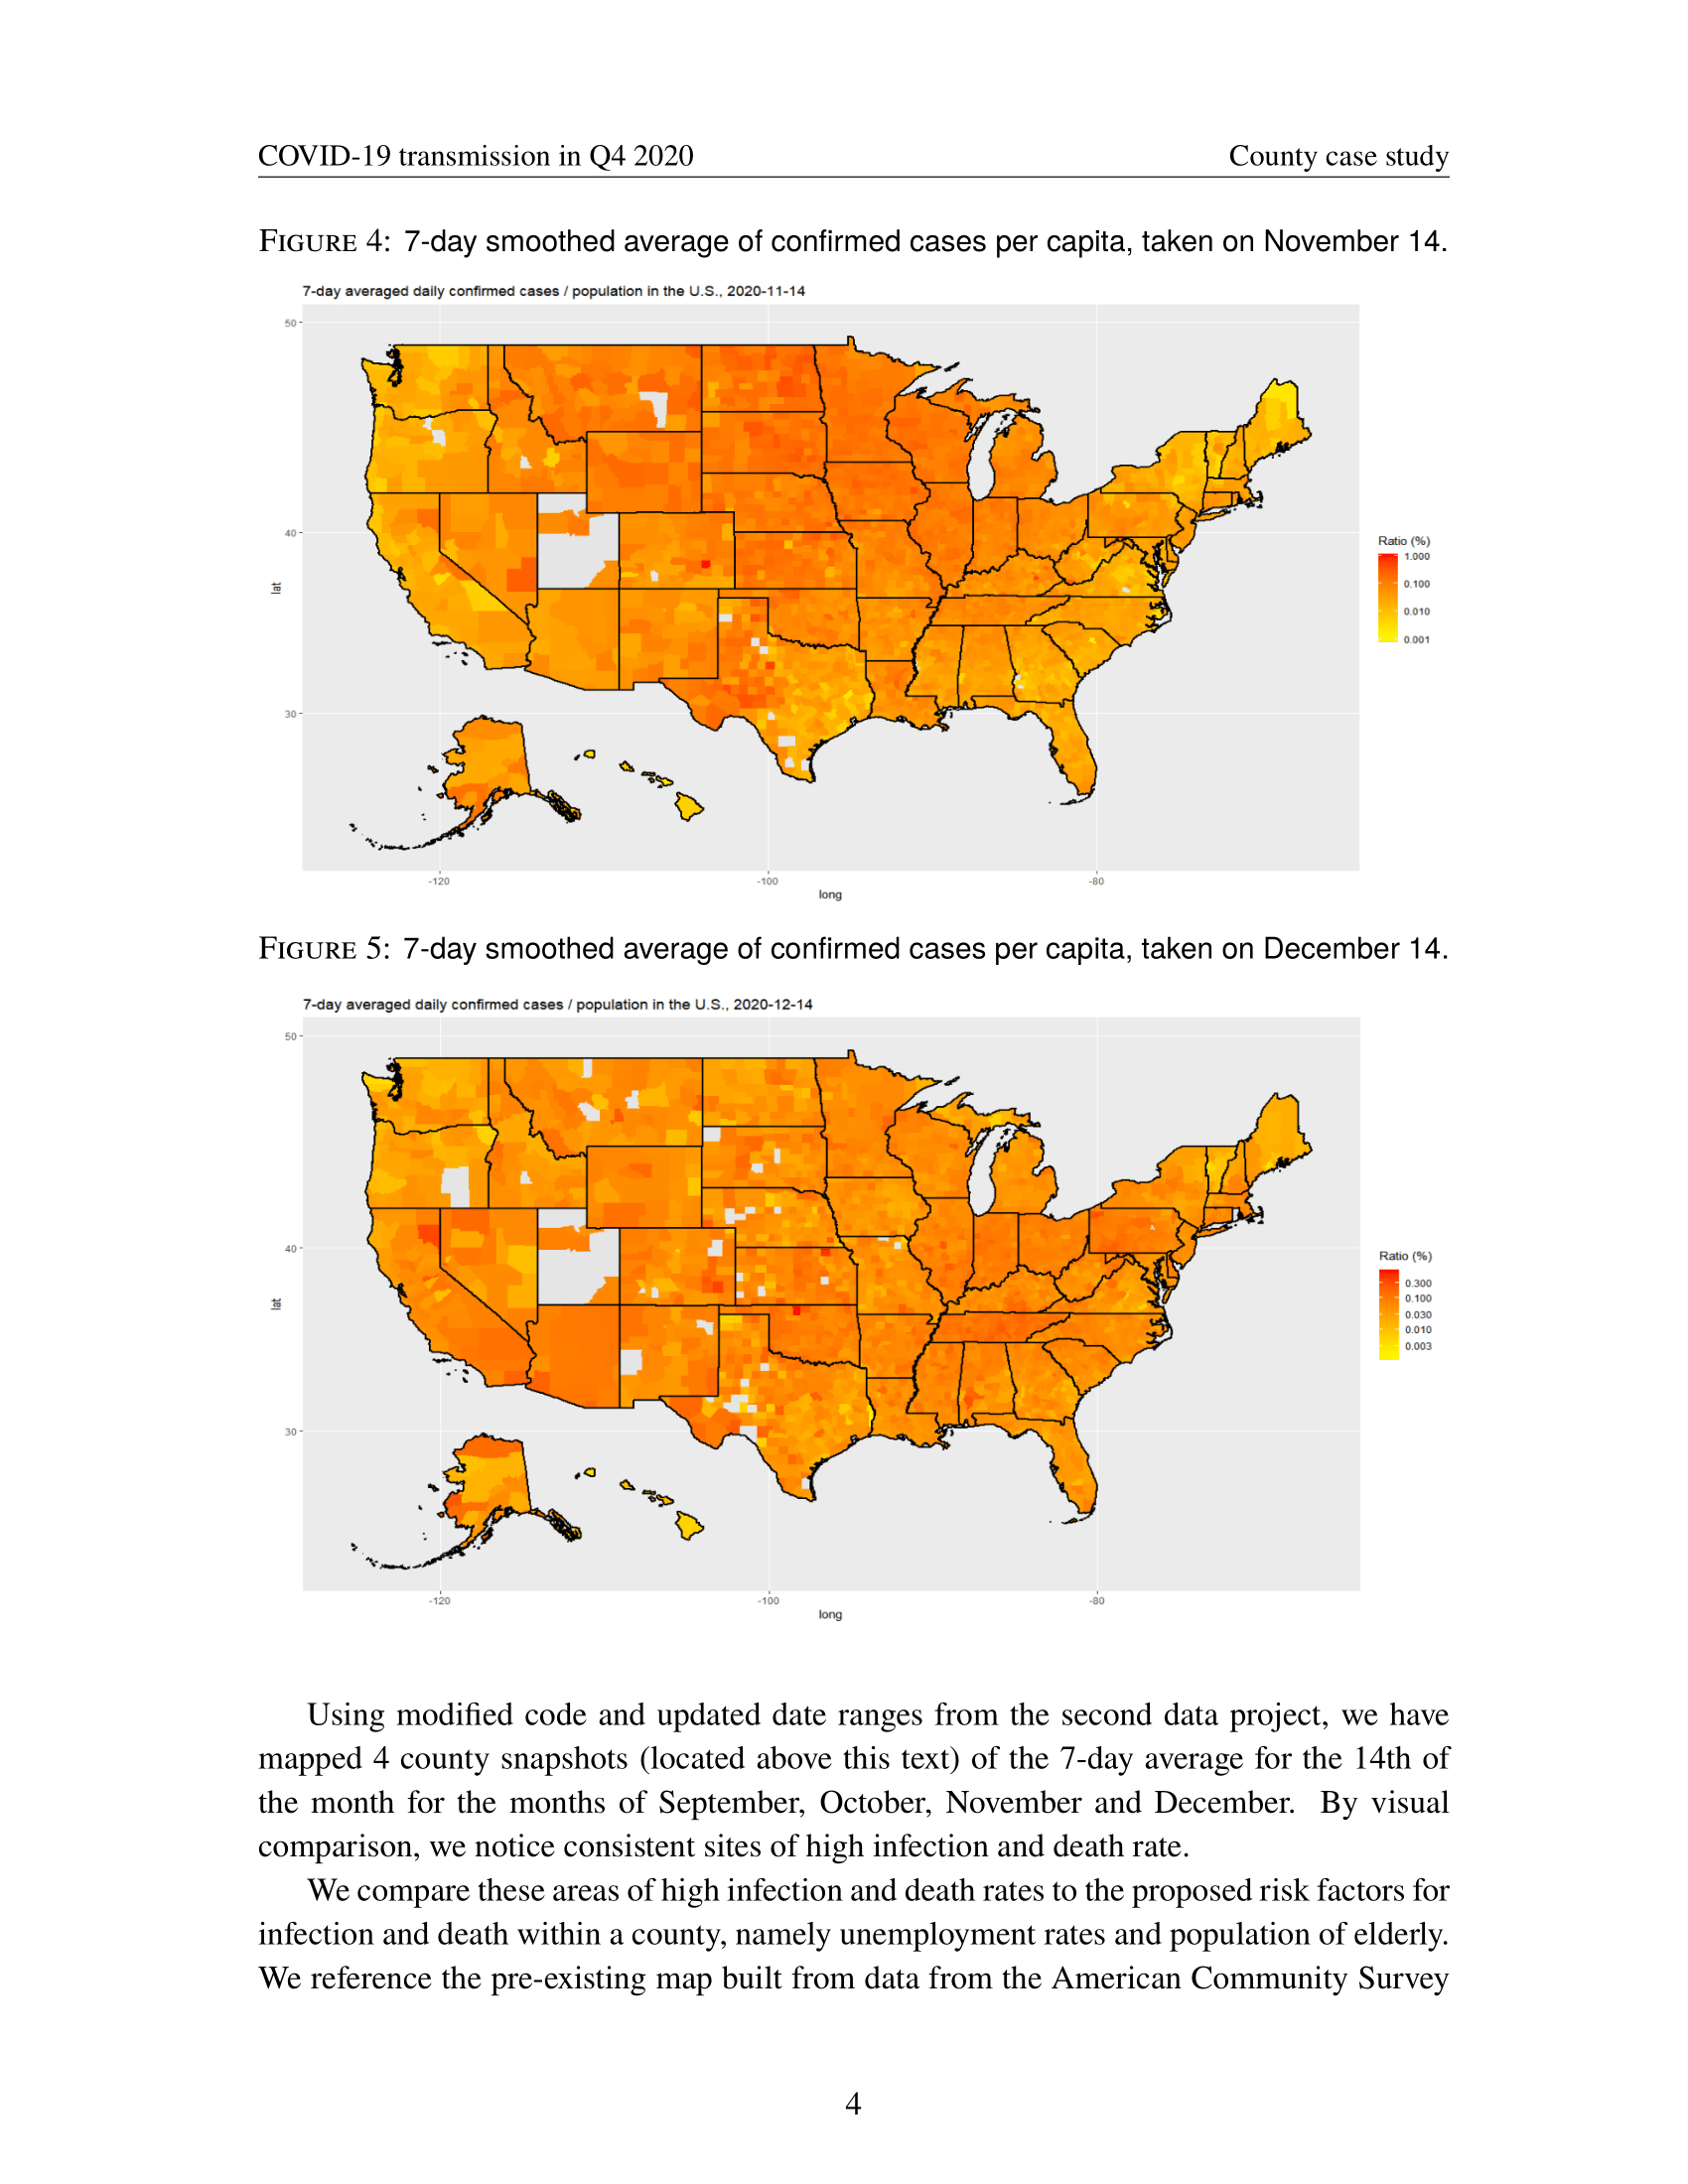 COVID-19 transmission in Q4 2020 County case study
FIGURE 4: 7-day smoothed average of confirmed cases per capita, taken on November 14.
7-day averaged daily confirmed cases / population in the U.S., 2020-11-14
50
40
30
lat
-120 -100 -80
long
Ratio (%)
1.000
0.100
0.010
0.001
FIGURE 5: 7-day smoothed average of confirmed cases per capita, taken on December 14.
7-day averaged daily confirmed cases / population in the U.S., 2020-12-14
50
40
30
lat
-120 -100 -80
long
Ratio (%)
0.300
0.100
0.030
0.010
0.003
Using modified code and updated date ranges from the second data project, we have
mapped 4 county snapshots (located above this text) of the 7-day average for the 14th of
the month for the months of September, October, November and December. By visual
comparison, we notice consistent sites of high infection and death rate.
We compare these areas of high infection and death rates to the proposed risk factors for
infection and death within a county, namely unemployment rates and population of elderly.
We reference the pre-existing map built from data from the American Community Survey
4